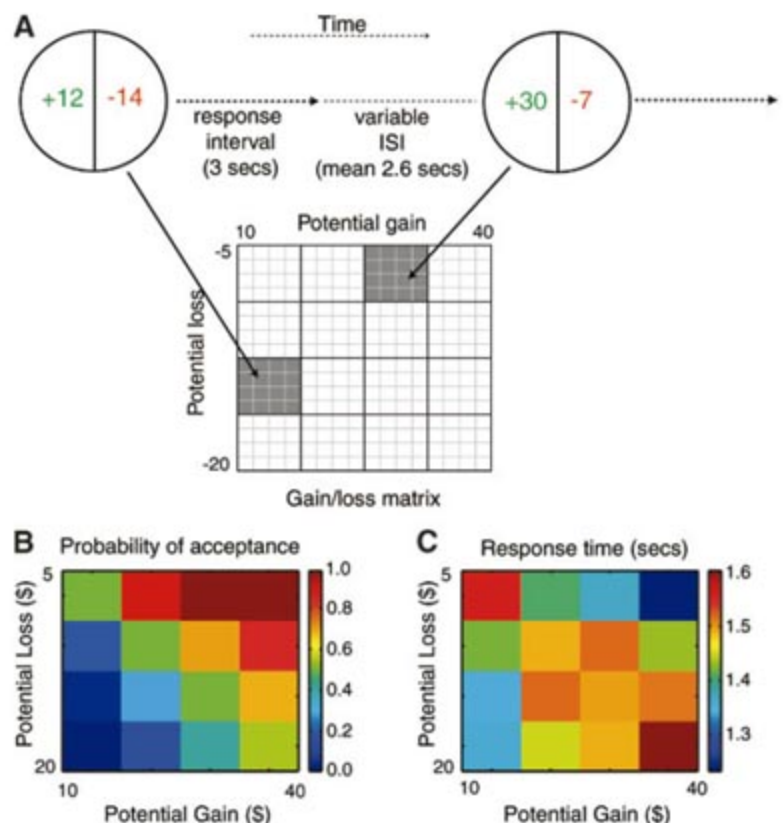 A
Time
+12 -14
+30 -7
response
interval
(3 secs)
variable
ISI
(mean 2.6 secs)
Potential gain
10 40
-5
Potential loss
-20
Gain/loss matrix
B
Probability of acceptance
5
Potential Loss ($)
20
10 40
Potential Gain ($)
1.0
0.8
0.6
0.4
0.2
0.0
C
Response time (secs)
5
Potential Loss ($)
20
10 40
Potential Gain ($)
1.6
1.5
1.4
1.3